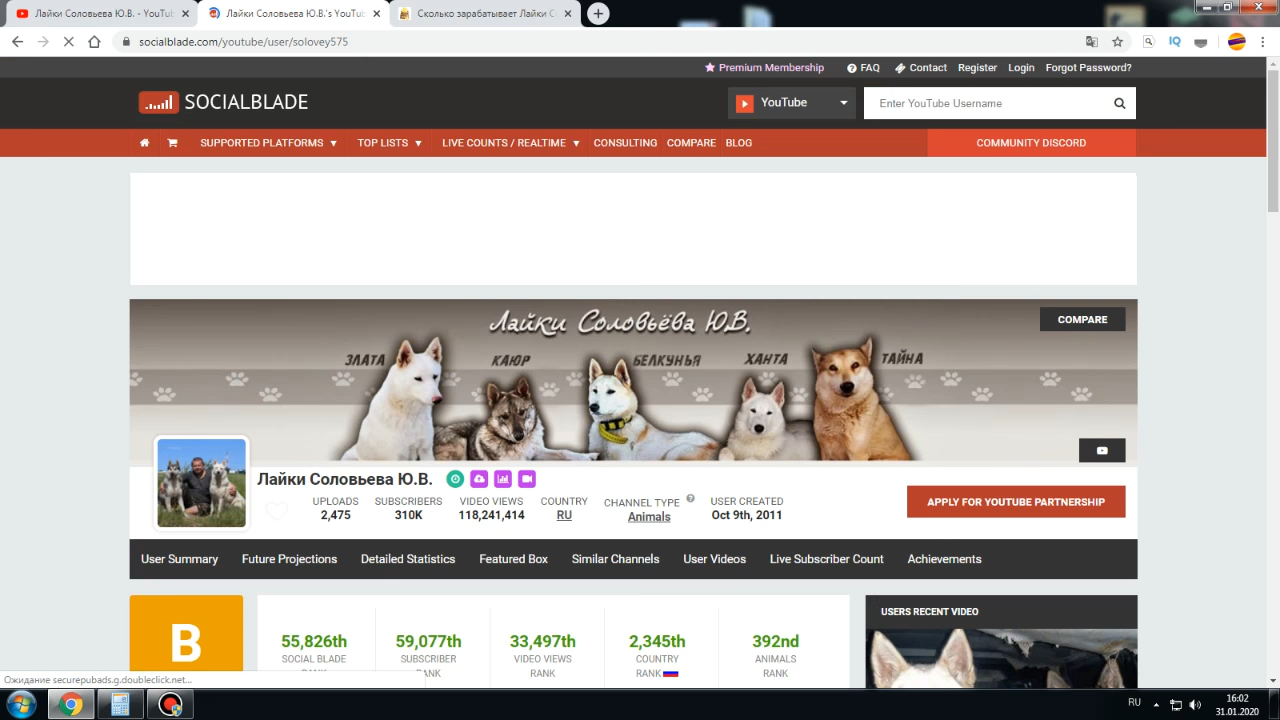 Лайки Соловьева Ю.В. - YouTub
Лайки Соловьева Ю.В.'s YouTub
Сколько зарабатывает Лайки С
socialblade.com/youtube/user/solovey575
IQ
Premium Membership FAQ Contact Register Login Forgot Password?
SOCIALBLADE
YouTube
Enter YouTube Username
SUPPORTED PLATFORMS TOP LISTS LIVE COUNTS / REALTIME CONSULTING COMPARE BLOG COMMUNITY DISCORD
Лайки Соловьёва Ю.В.
COMPARE
ЗЛАТА КАЮР БЕЛКУНЬЯ ХАНТА ТАЙНА
Лайки Соловьева Ю.В.
UPLOADS SUBSCRIBERS VIDEO VIEWS COUNTRY CHANNEL TYPE USER CREATED
2,475 310K 118,241,414 RU Animals Oct 9th, 2011
APPLY FOR YOUTUBE PARTNERSHIP
User Summary Future Projections Detailed Statistics Featured Box Similar Channels User Videos Live Subscriber Count Achievements
B
55,826th 59,077th 33,497th 2,345th 392nd
SOCIAL BLADE SUBSCRIBER VIDEO VIEWS COUNTRY ANIMALS
RANK RANK RANK RANK RANK
USERS RECENT VIDEO
Ожидание securepubads.g.doubleclick.net...
RU
16:02
31.01.2020